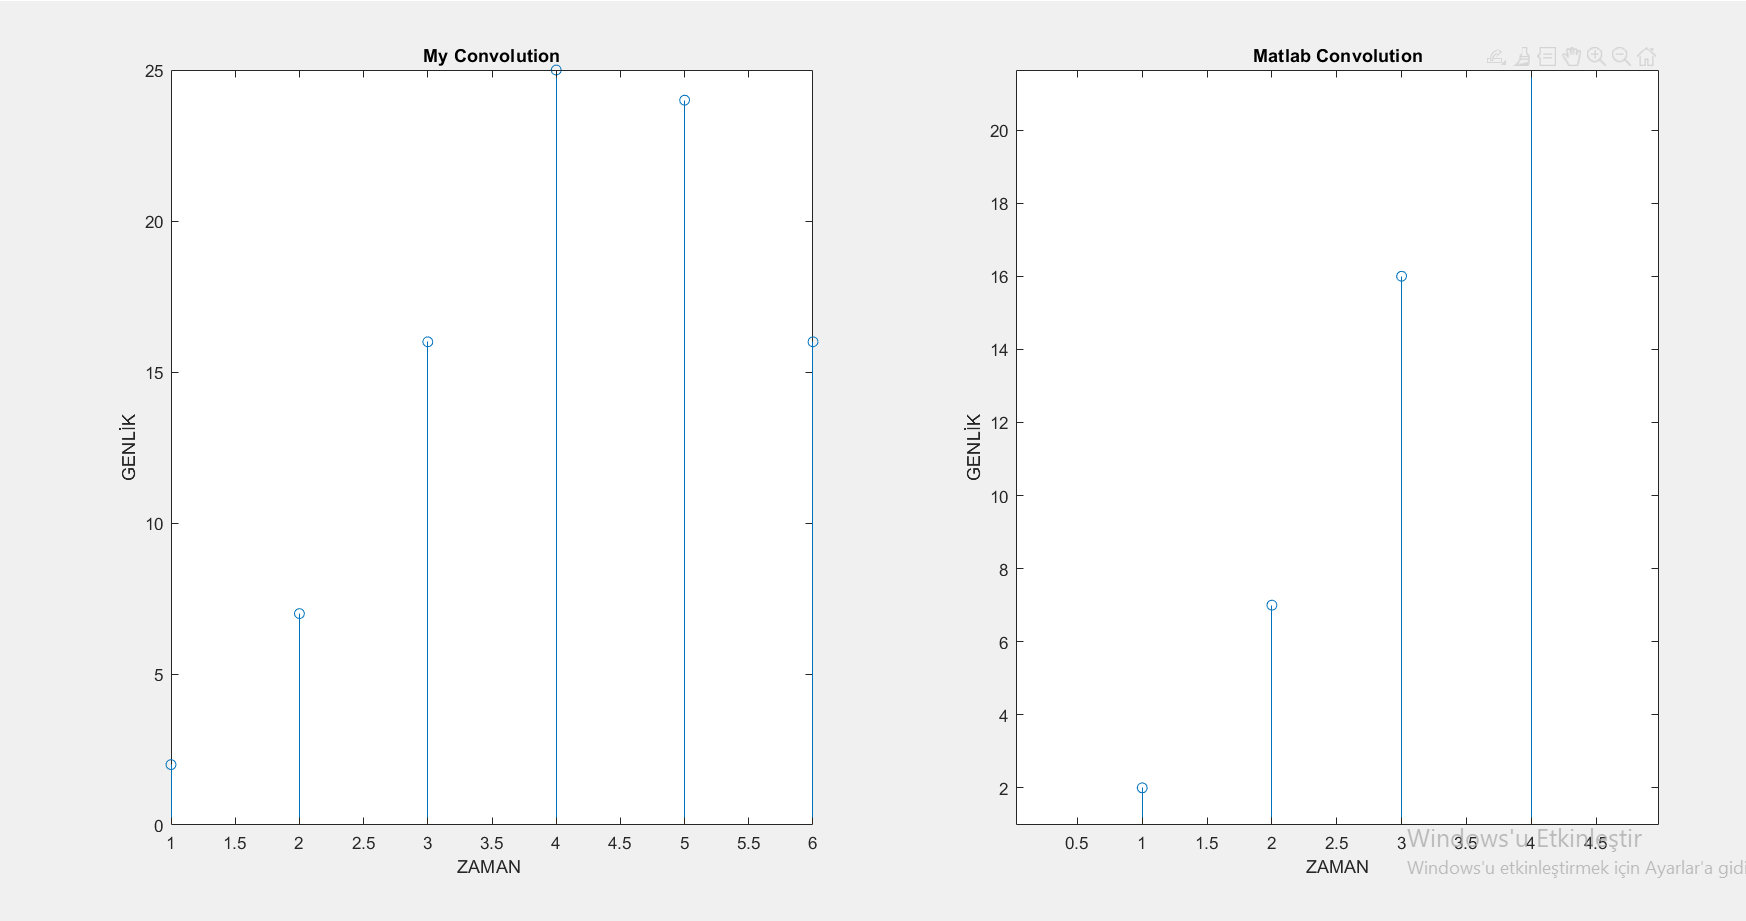 My Convolution
25
20
15
10
5
0
GENLİK
1 1.5 2 2.5 3 3.5 4 4.5 5 5.5 6
ZAMAN
Matlab Convolution
20
18
16
14
12
10
8
6
4
2
GENLİK
0.5 1 1.5 2 2.5 3 3.5 4 4.5
ZAMAN
Windows'u Etkinleştir
Windows'u etkinleştirmek için Ayarlar'a gidi